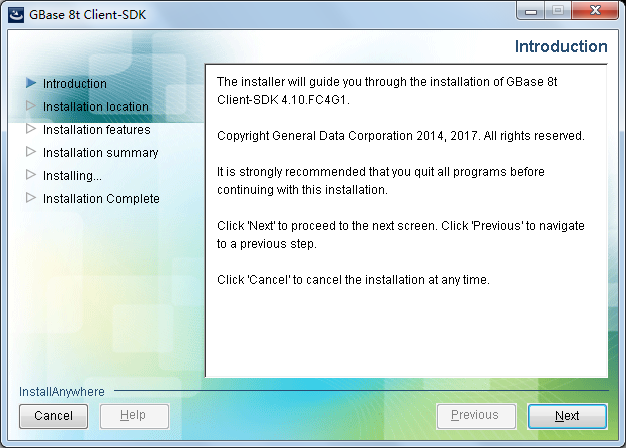 GBase 8t Client-SDK
Introduction
Introduction
Installation location
Installation features
Installation summary
Installing...
Installation Complete
The installer will guide you through the installation of GBase 8t
Client-SDK 4.10.FC4G1.
Copyright General Data Corporation 2014, 2017. All rights reserved.
It is strongly recommended that you quit all programs before
continuing with this installation.
Click 'Next' to proceed to the next screen. Click 'Previous' to navigate
to a previous step.
Click 'Cancel' to cancel the installation at any time.
InstallAnywhere
Cancel
Help
Previous
Next